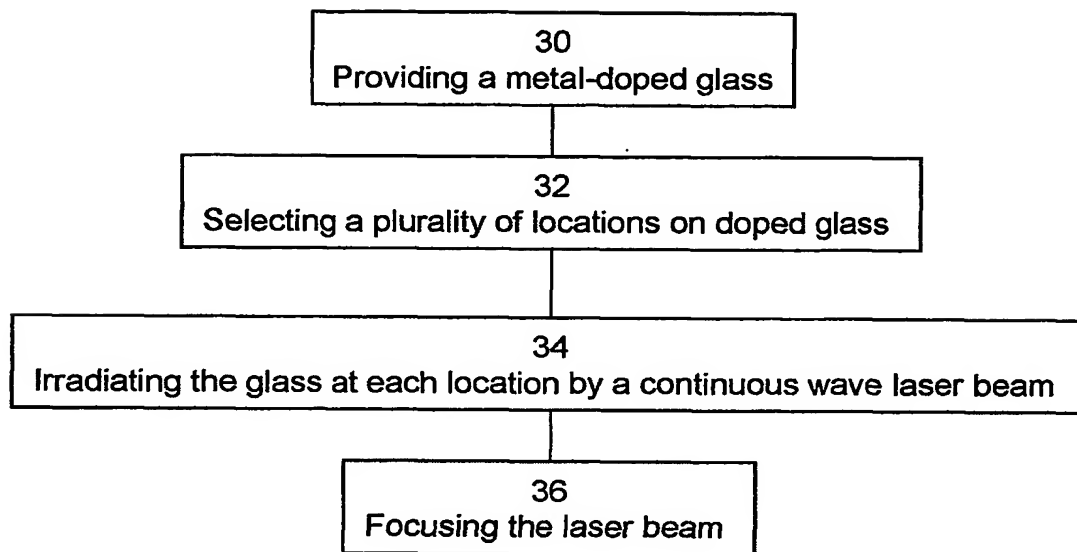 30
Providing a metal-doped glass
32
Selecting a plurality of locations on doped glass
34
Irradiating the glass at each location by a continuous wave laser beam
36
Focusing the laser beam